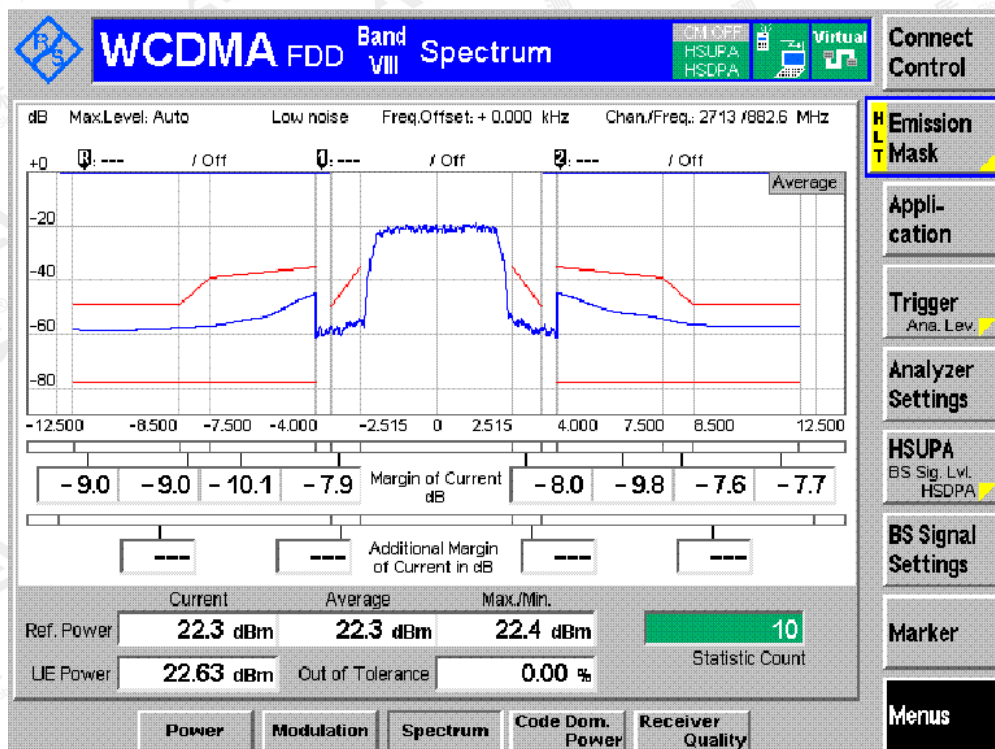 R S WCDMA FDD Band VIII Spectrum
HSUPA
HSDPA
Virtual
Connect Control
dB Max.Level: Auto Low noise Freq.Offset: + 0.000 kHz Chan./Freq.: 2713 /882.6 MHz
H L T Emission Mask
+0 R: --- / Off 1: --- / Off 2: --- / Off
Average
-20
-40
-60
-80
Appli- cation
Trigger
Ana. Lev.
Analyzer Settings
-12.500 -8.500 -7.500 -4.000 -2.515 0 2.515 4.000 7.500 8.500 12.500
HSUPA
BS Sig. Lvl.
HSDPA
-9.0 -9.0 -10.1 -7.9 Margin of Current dB -8.0 -9.8 -7.6 -7.7
--- --- Additional Margin of Current in dB --- ---
BS Signal Settings
Current Average Max./Min.
Ref. Power 22.3 dBm 22.3 dBm 22.4 dBm 10
Statistic Count
UE Power 22.63 dBm Out of Tolerance 0.00 %
Marker
Menus
Power Modulation Spectrum Code Dom. Power Receiver Quality